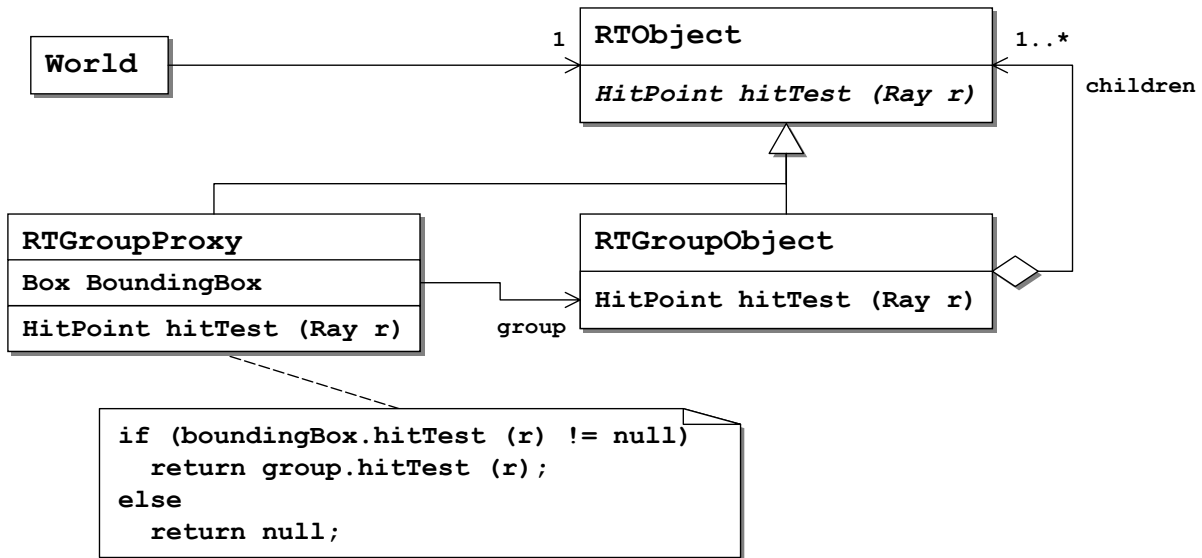 World
1
RTObject
HitPoint hitTest (Ray r)
1..*
children
RTGroupProxy
Box BoundingBox
HitPoint hitTest (Ray r)
group
RTGroupObject
HitPoint hitTest (Ray r)
if (boundingBox.hitTest (r) != null)
return group.hitTest (r);
else
return null;